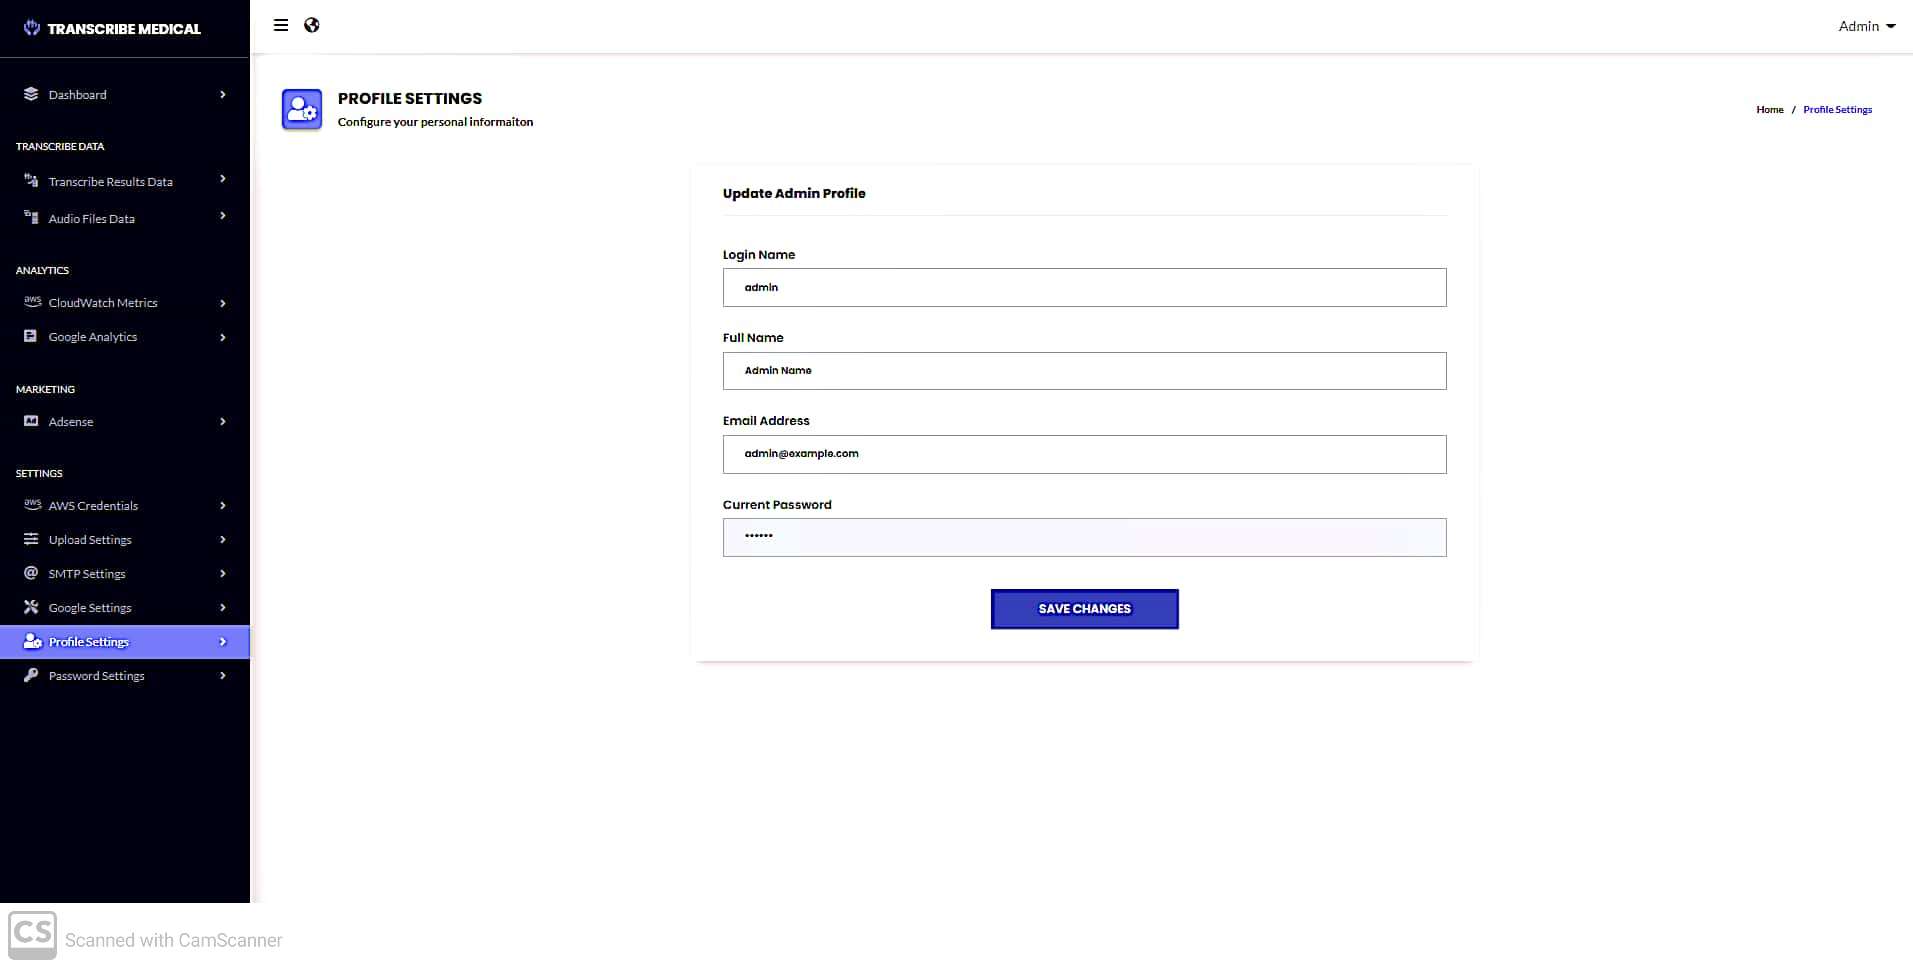 TRANSCRIBE MEDICAL
Admin
Dashboard
TRANSCRIBE DATA
Transcribe Results Data
Audio Files Data
ANALYTICS
aws CloudWatch Metrics
Google Analytics
MARKETING
Ad Adsense
SETTINGS
aws AWS Credentials
Upload Settings
@ SMTP Settings
Google Settings
Profile Settings
Password Settings
PROFILE SETTINGS
Configure your personal informaiton
Home / Profile Settings
Update Admin Profile
Login Name
admin
Full Name
Admin Name
Email Address
admin@example.com
Current Password
••••••
SAVE CHANGES
CS Scanned with CamScanner